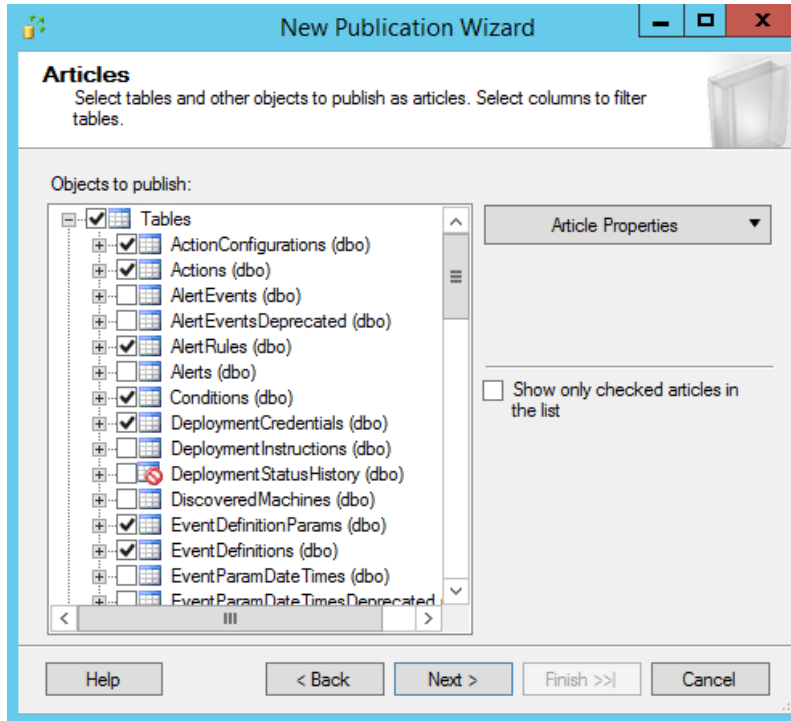 New Publication Wizard
Articles
Select tables and other objects to publish as articles. Select columns to filter
tables.
Objects to publish:
Tables
ActionConfigurations (dbo)
Actions (dbo)
AlertEvents (dbo)
AlertEventsDeprecated (dbo)
AlertRules (dbo)
Alerts (dbo)
Conditions (dbo)
DeploymentCredentials (dbo)
DeploymentInstructions (dbo)
DeploymentStatusHistory (dbo)
DiscoveredMachines (dbo)
EventDefinitionParams (dbo)
EventDefinitions (dbo)
EventParamDateTimes (dbo)
EventParamDateTimesDeprecated
Article Properties
Show only checked articles in
the list
Help
< Back
Next >
Finish >>|
Cancel